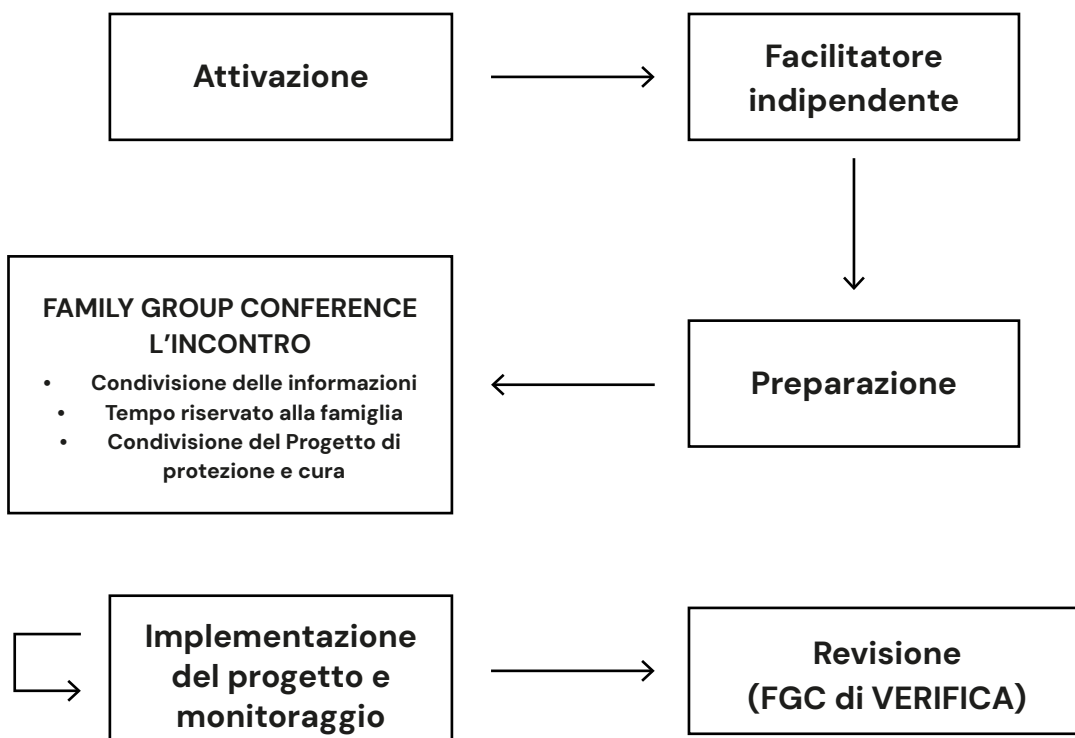 Attivazione
Facilitatore
indipendente
Preparazione
FAMILY GROUP CONFERENCE
L’INCONTRO
• Condivisione delle informazioni
• Tempo riservato alla famiglia
• Condivisione del Progetto di
protezione e cura
Implementazione
del progetto e
monitoraggio
Revisione
(FGC di VERIFICA)